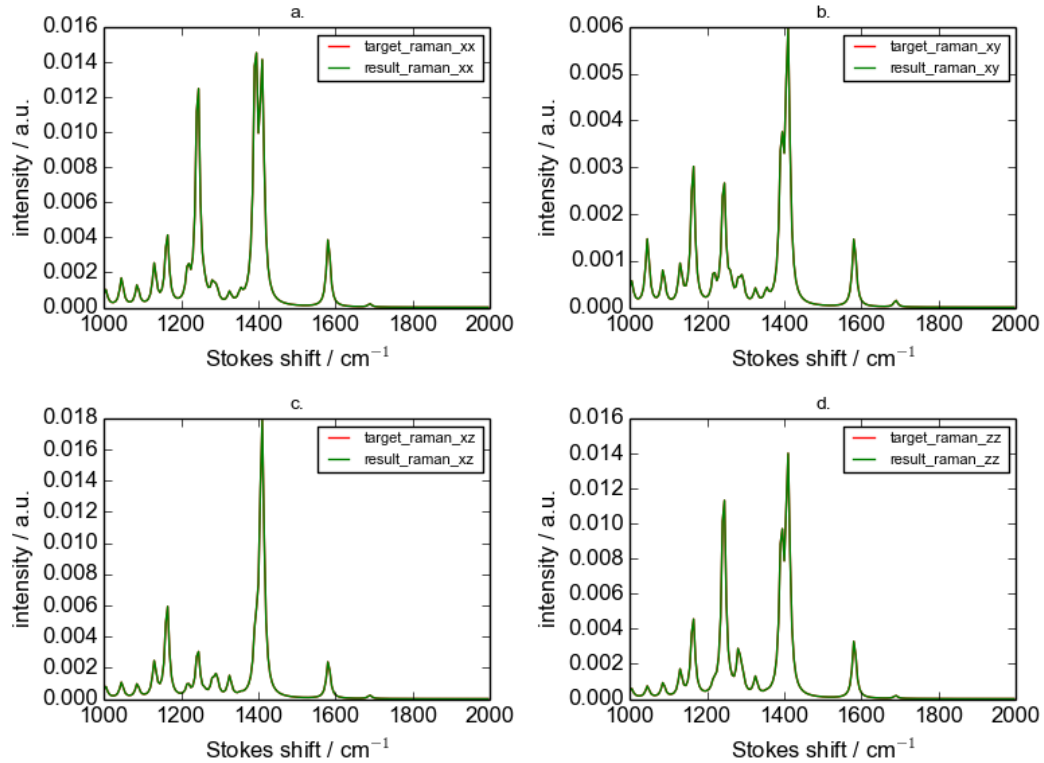 a.
0.016
0.014
0.012
0.010
0.008
0.006
0.004
0.002
0.000
intensity / a.u.
target_raman_xx
result_raman_xx
1000 1200 1400 1600 1800 2000
Stokes shift / cm⁻¹
b.
0.006
0.005
0.004
0.003
0.002
0.001
0.000
intensity / a.u.
target_raman_xy
result_raman_xy
1000 1200 1400 1600 1800 2000
Stokes shift / cm⁻¹
c.
0.018
0.016
0.014
0.012
0.010
0.008
0.006
0.004
0.002
0.000
intensity / a.u.
target_raman_xz
result_raman_xz
1000 1200 1400 1600 1800 2000
Stokes shift / cm⁻¹
d.
0.016
0.014
0.012
0.010
0.008
0.006
0.004
0.002
0.000
intensity / a.u.
target_raman_zz
result_raman_zz
1000 1200 1400 1600 1800 2000
Stokes shift / cm⁻¹